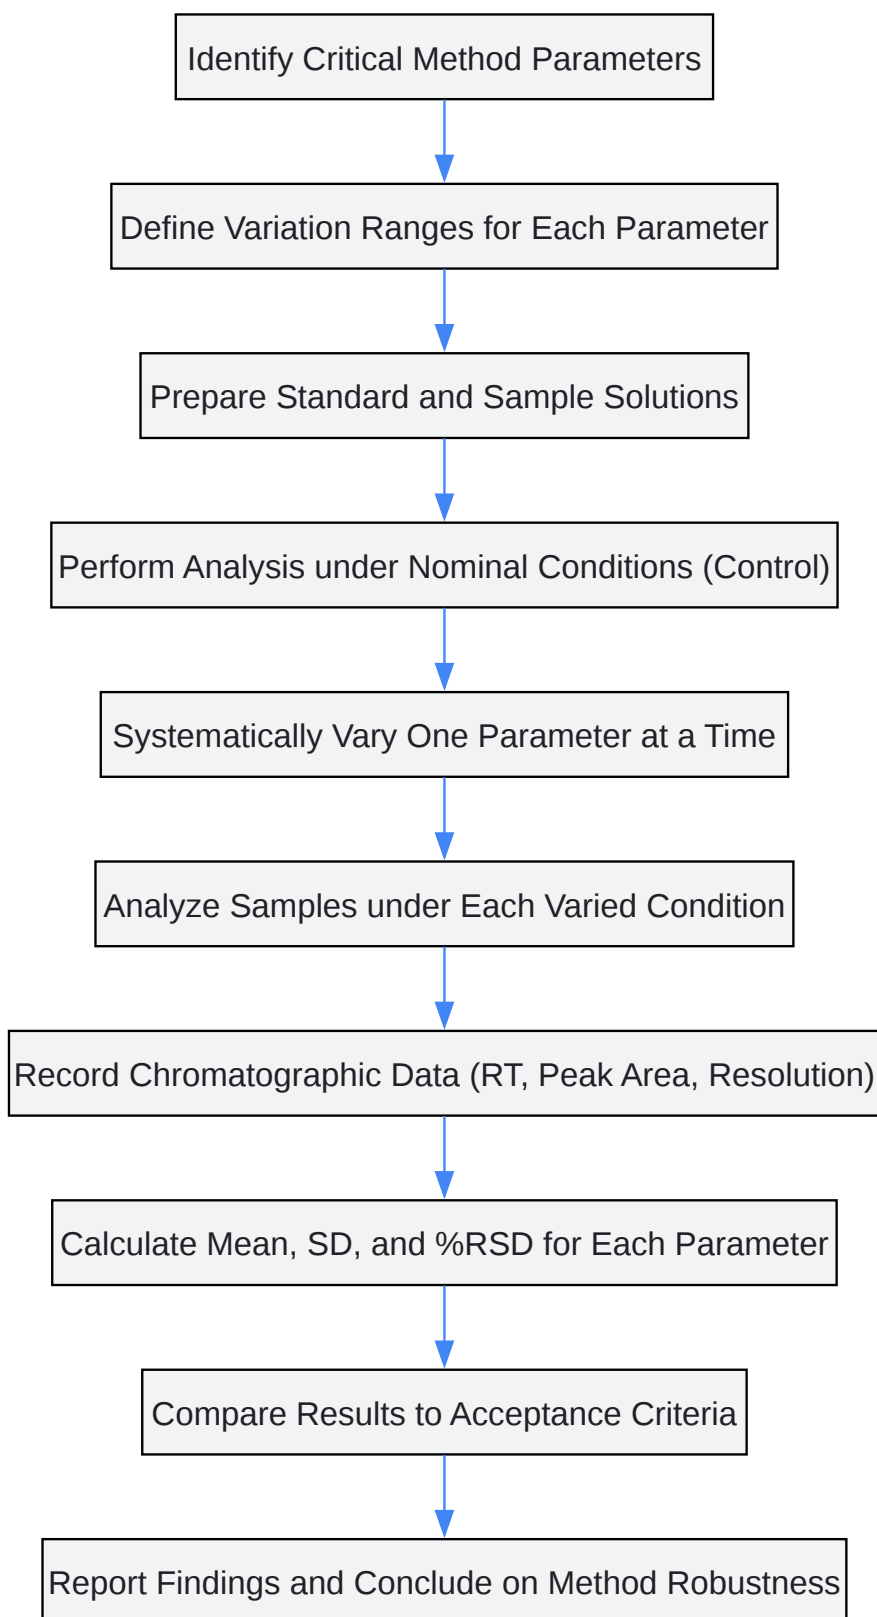 Identify Critical Method Parameters
Define Variation Ranges for Each Parameter
Prepare Standard and Sample Solutions
Perform Analysis under Nominal Conditions (Control)
Systematically Vary One Parameter at a Time
Analyze Samples under Each Varied Condition
Record Chromatographic Data (RT, Peak Area, Resolution)
Calculate Mean, SD, and %RSD for Each Parameter
Compare Results to Acceptance Criteria
Report Findings and Conclude on Method Robustness